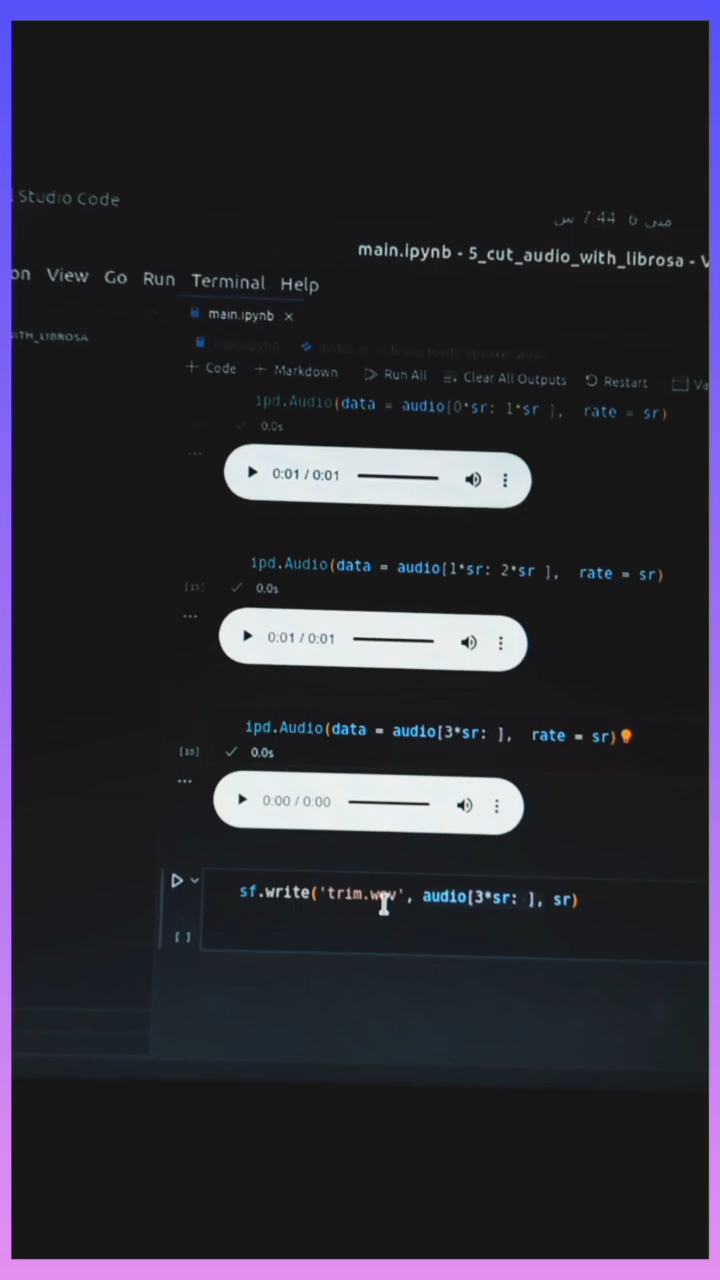 Studio Code
مى 6 7:44 س
main.ipynb - 5_cut_audio_with_librosa - V
on View Go Run Terminal Help
main.ipynb ×
ITH_LIBROSA
+ Code + Markdown Run All Clear All Outputs Restart Va
ipd.Audio(data = audio[0*sr: 1*sr ], rate = sr)
0.0s
...
0:01 / 0:01
ipd.Audio(data = audio[1*sr: 2*sr ], rate = sr)
✓ 0.0s
...
0:01 / 0:01
ipd.Audio(data = audio[3*sr: ], rate = sr)
✓ 0.0s
...
0:00 / 0:00
sf.write('trim.wav', audio[3*sr: ], sr)
[ ]